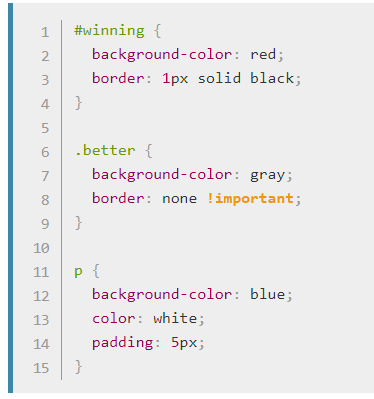 1 #winning {
2   background-color: red;
3   border: 1px solid black;
4 }
5
6 .better {
7   background-color: gray;
8   border: none !important;
9 }
10
11 p {
12   background-color: blue;
13   color: white;
14   padding: 5px;
15 }